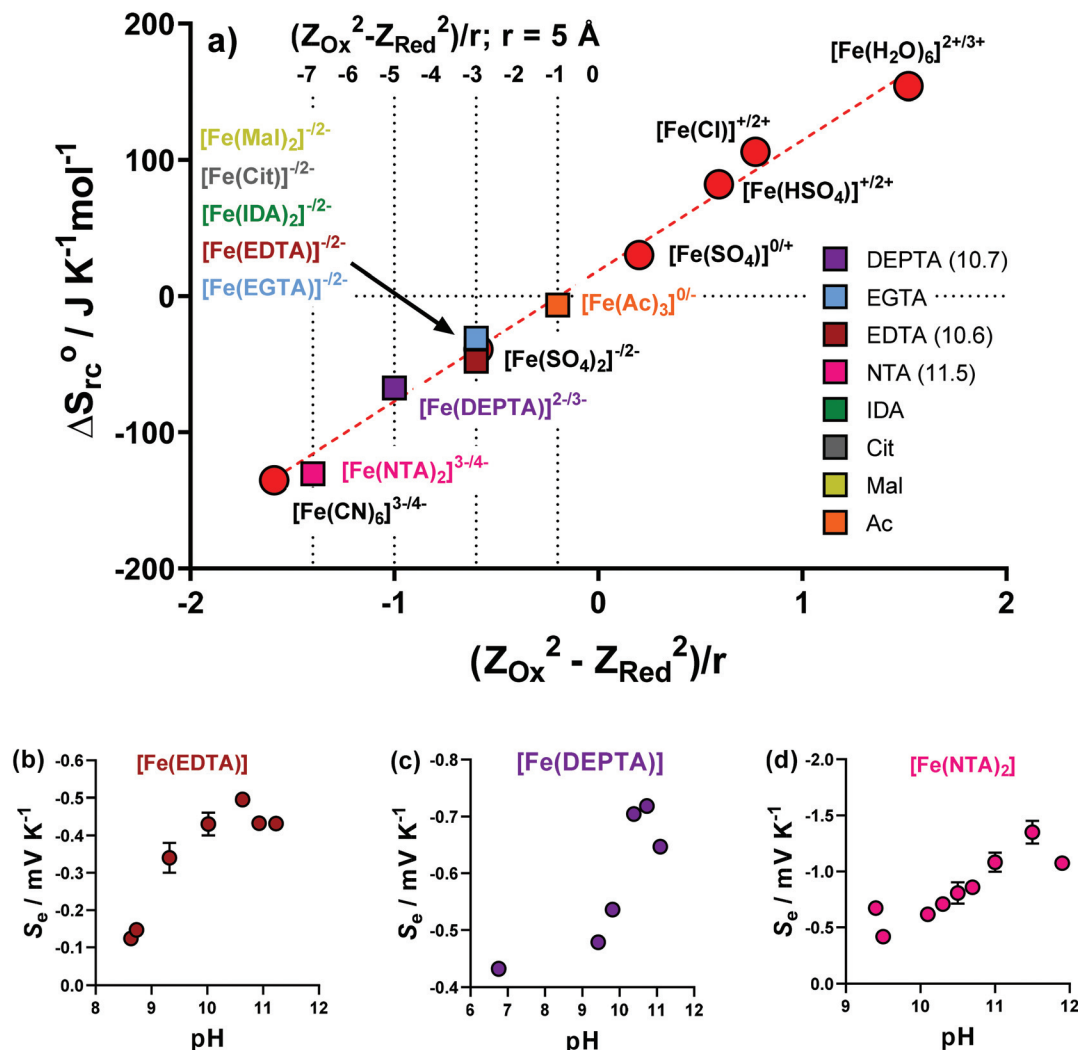 a)
(Z_Ox^2-Z_Red^2)/r; r = 5 Å
-7 -6 -5 -4 -3 -2 -1 0
200
100
0
-100
-200
ΔS_rc^o / J K^-1mol^-1
[Fe(H2O)6]^2+/3+
[Fe(Cl)]^+/2+
[Fe(HSO4)]^+/2+
[Fe(SO4)]^0/+
[Fe(Mal)2]^-/2-
[Fe(Cit)]^-/2-
[Fe(IDA)2]^-/2-
[Fe(EDTA)]^-/2-
[Fe(EGTA)]^-/2-
[Fe(Ac)3]^0/-
[Fe(SO4)2]^-/2-
[Fe(DEPTA)]^2-/3-
[Fe(NTA)2]^3-/4-
[Fe(CN)6]^3-/4-
DEPTA (10.7)
EGTA
EDTA (10.6)
NTA (11.5)
IDA
Cit
Mal
Ac
-2 -1 0 1 2
(Z_Ox^2 - Z_Red^2)/r
(b)
[Fe(EDTA)]
-0.6
-0.5
-0.4
-0.3
-0.2
-0.1
0.0
S_e / mV K^-1
8 9 10 11 12
pH
(c)
[Fe(DEPTA)]
-0.8
-0.7
-0.6
-0.5
-0.4
S_e / mV K^-1
6 7 8 9 10 11 12
pH
(d)
[Fe(NTA)2]
-2.0
-1.5
-1.0
-0.5
0.0
S_e / mV K^-1
9 10 11 12
pH